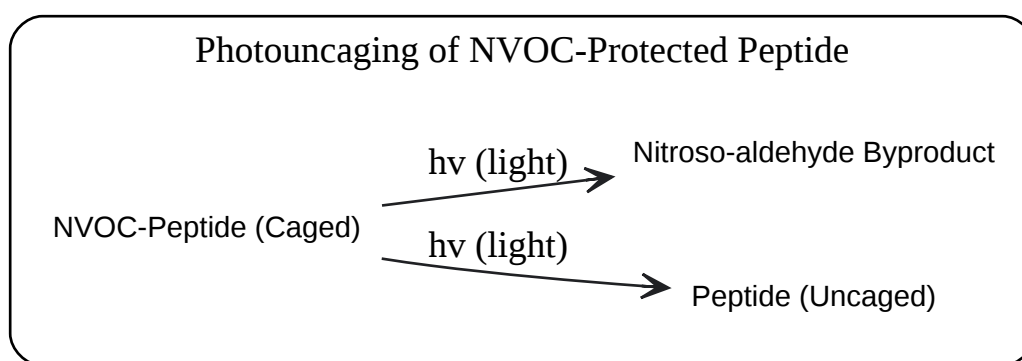 Photouncaging of NVOC-Protected Peptide
hv (light)
Nitroso-aldehyde Byproduct
NVOC-Peptide (Caged)
hv (light)
Peptide (Uncaged)